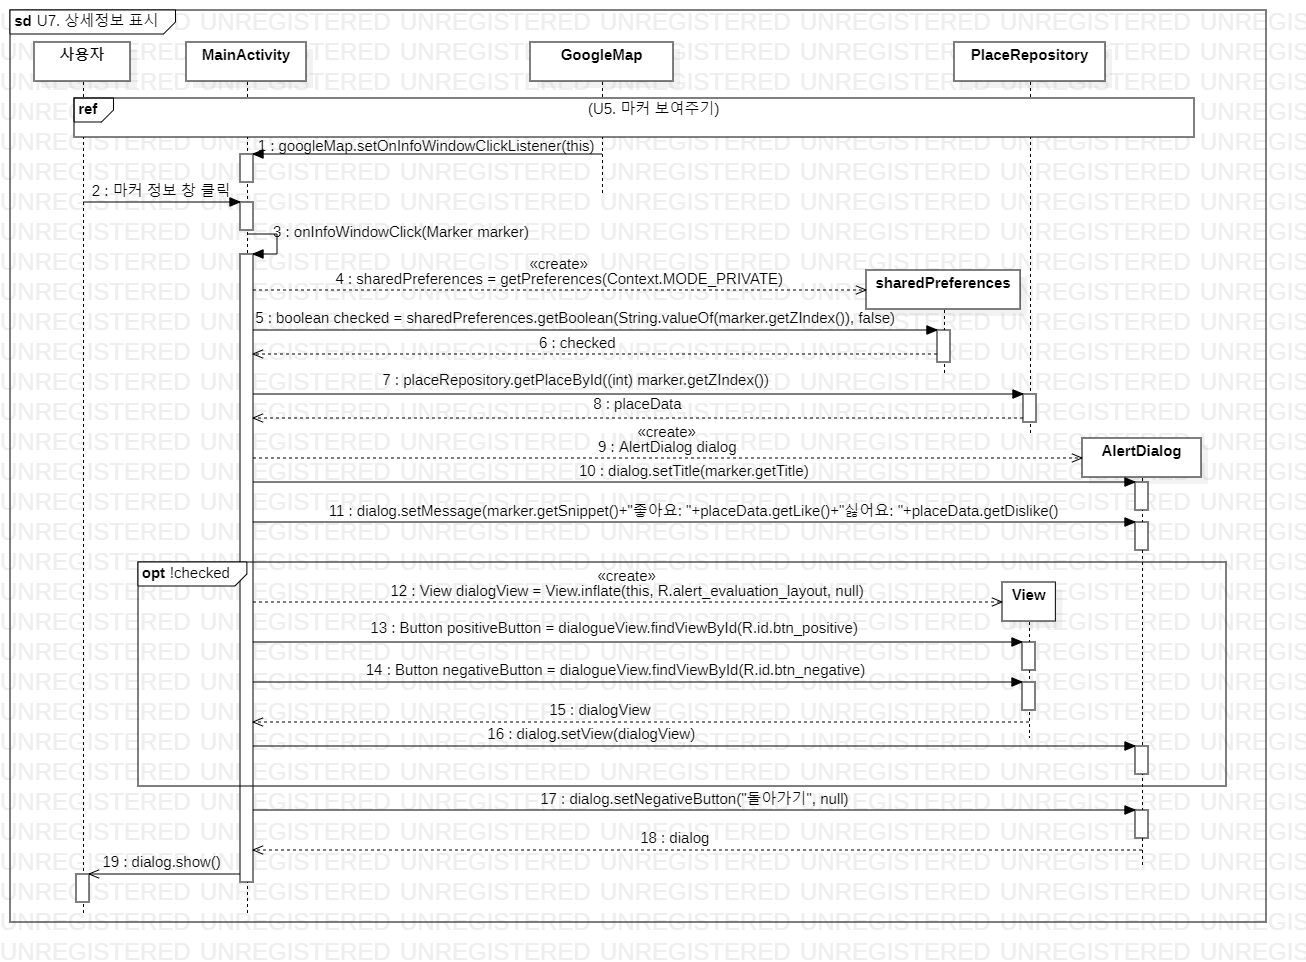 sd U7. 상세정보 표시
사용자
MainActivity
GoogleMap
PlaceRepository
ref
(U5. 마커 보여주기)
1 : googleMap.setOnInfoWindowClickListener(this)
2 : 마커 정보 창 클릭
3 : onInfoWindowClick(Marker marker)
«create»
4 : sharedPreferences = getPreferences(Context.MODE_PRIVATE)
sharedPreferences
5 : boolean checked = sharedPreferences.getBoolean(String.valueOf(marker.getZIndex()), false)
6 : checked
7 : placeRepository.getPlaceById((int) marker.getZIndex())
8 : placeData
«create»
9 : AlertDialog dialog
AlertDialog
10 : dialog.setTitle(marker.getTitle)
11 : dialog.setMessage(marker.getSnippet()+"좋아요: "+placeData.getLike()+"싫어요: "+placeData.getDislike()
opt !checked
«create»
12 : View dialogView = View.inflate(this, R.alert_evaluation_layout, null)
View
13 : Button positiveButton = dialogueView.findViewById(R.id.btn_positive)
14 : Button negativeButton = dialogueView.findViewById(R.id.btn_negative)
15 : dialogView
16 : dialog.setView(dialogView)
17 : dialog.setNegativeButton("돌아가기", null)
18 : dialog
19 : dialog.show()
UNREGISTERED